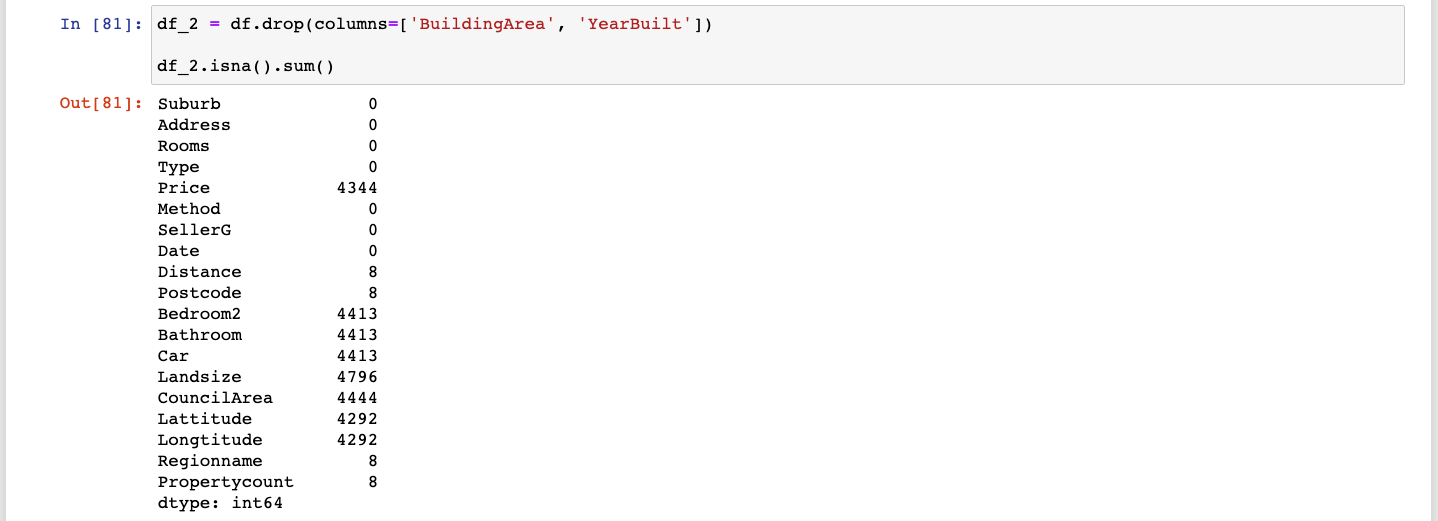 In [81]: df_2 = df.drop(columns=['BuildingArea', 'YearBuilt'])
df_2.isna().sum()
Out[81]: Suburb 0
Address 0
Rooms 0
Type 0
Price 4344
Method 0
SellerG 0
Date 0
Distance 8
Postcode 8
Bedroom2 4413
Bathroom 4413
Car 4413
Landsize 4796
CouncilArea 4444
Lattitude 4292
Longtitude 4292
Regionname 8
Propertycount 8
dtype: int64